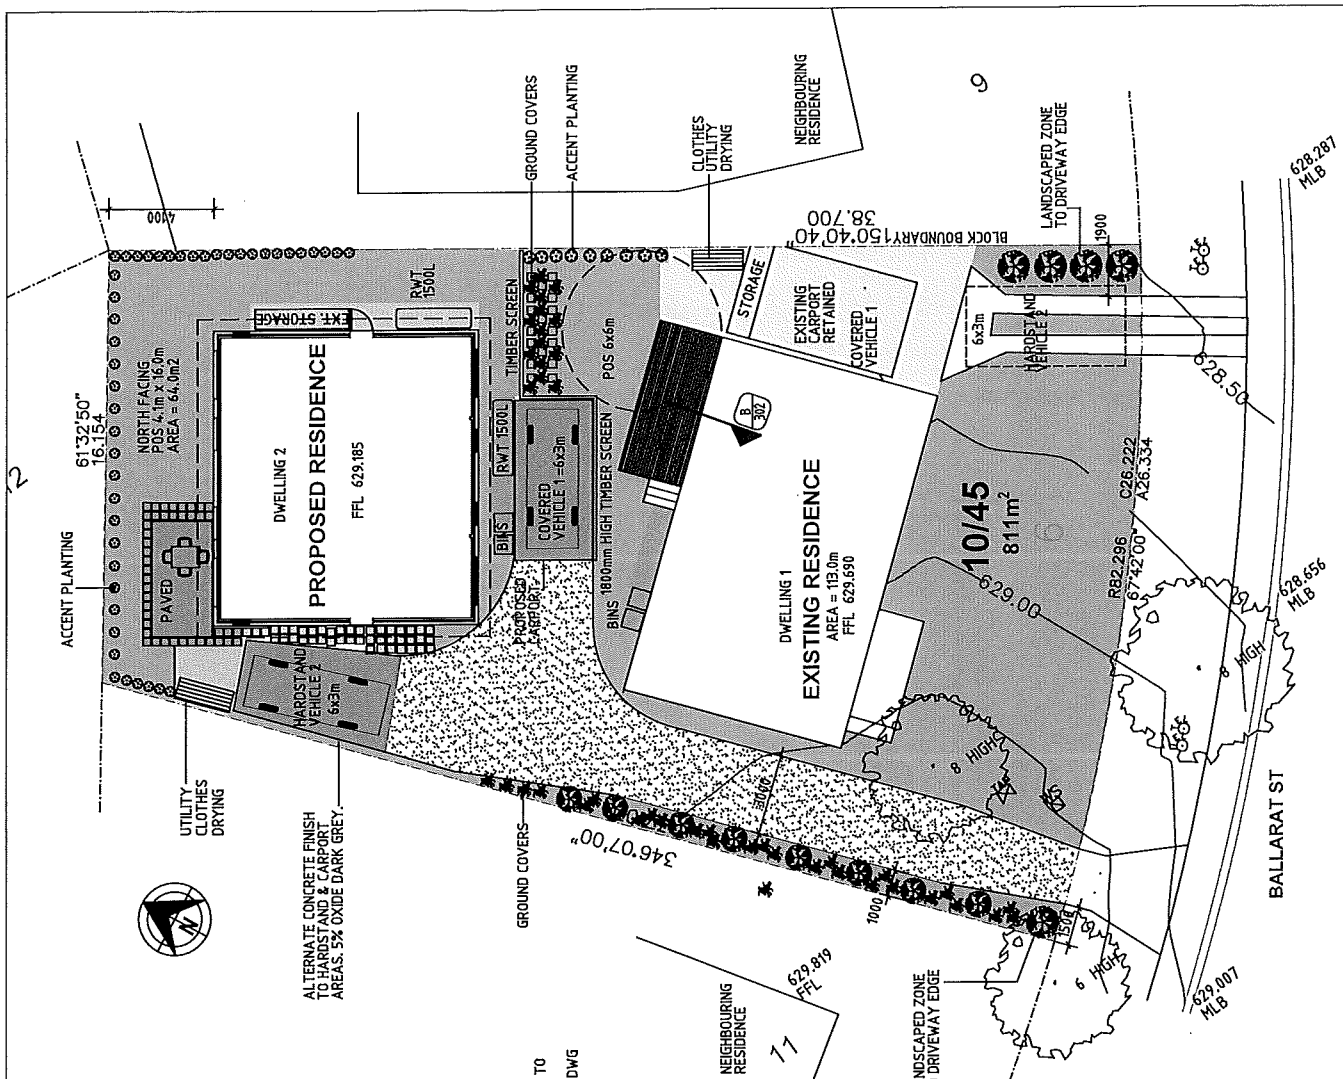 12
61°32'50"
16.154
ACCENT PLANTING
NORTH FACING
POS 4.1m x 16.0m
AREA = 64.0m2
PAVED
4100
EXT. STORAGE
RWT
1500L
DWELLING 2
PROPOSED RESIDENCE
FFL 629.185
HARDSTAND
VEHICLE 2
6x3m
UTILITY
CLOTHES
DRYING
ALTERNATE CONCRETE FINISH
TO HARDSTAND & CARPORT
AREAS. 5% OXIDE DARK GREY.
N
GROUND COVERS
ACCENT PLANTING
TIMBER SCREEN
POS 6x6m
RWT 1500L
BINS
COVERED
VEHICLE 1 =6x3m
PROPOSED
CARPORT
1800mm HIGH TIMBER SCREEN
BINS
CLOTHES
UTILITY
DRYING
NEIGHBOURING
RESIDENCE
9
STORAGE
EXISTING
CARPORT
RETAINED
COVERED
VEHICLE 1
BLOCK BOUNDARY 150°40'40"
38.700
LANDSCAPED ZONE
TO DRIVEWAY EDGE
1900
6x3m
HARDSTAND
VEHICLE 2
628.287
MLB
628.50
B
302
DWELLING 1
EXISTING RESIDENCE
AREA = 113.0m
FFL 629.690
10/45
811m²
6
C26.222
A26.334
R82.296
67°42'00"
629.00
628.656
MLB
8 HIGH
8 HIGH
3000
GROUND COVERS
346°07'00"
1000
1500
6 HIGH
629.007
MLB
BALLARAT ST
629.819
FFL
NEIGHBOURING
RESIDENCE
11
NDSCAPED ZONE
DRIVEWAY EDGE
TO
DWG